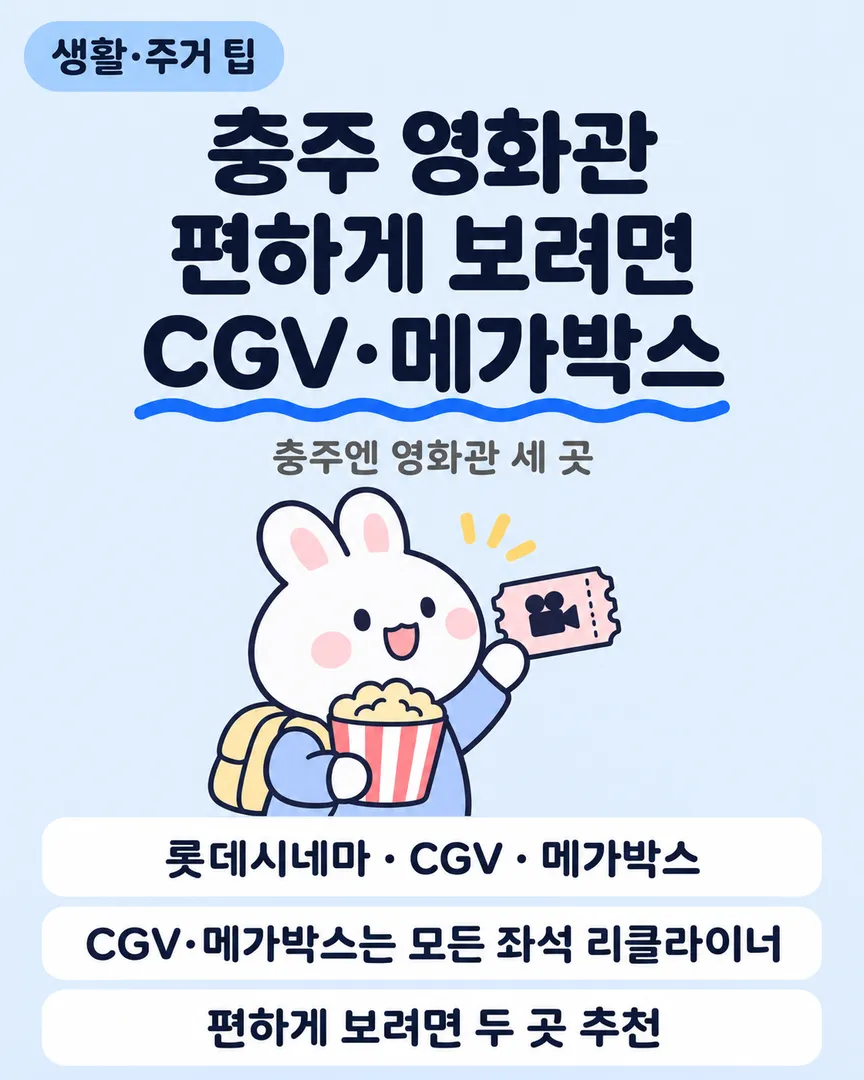 생활·주거 팁
충주 영화관
편하게 보려면
CGV·메가박스
충주엔 영화관 세 곳
롯데시네마 · CGV · 메가박스
CGV·메가박스는 모든 좌석 리클라이너
편하게 보려면 두 곳 추천